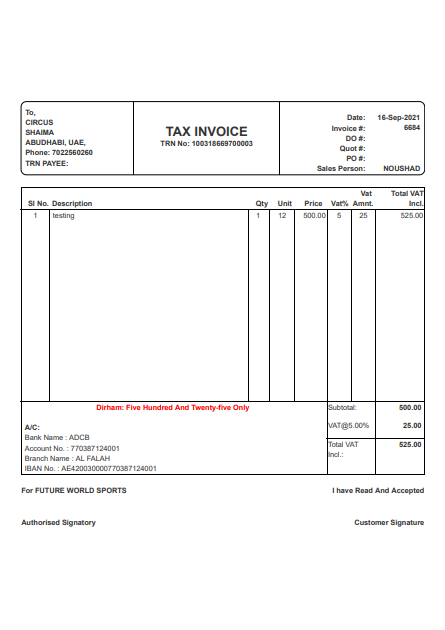 To,
CIRCUS
SHAIMA
ABUDHABI, UAE,
Phone: 7022560260
TRN PAYEE:
TAX INVOICE
TRN No: 100318669700003
Date: 16-Sep-2021
Invoice #: 6684
DO #:
Quot #:
PO #:
Sales Person: NOUSHAD
Sl No. Description Qty Unit Price Vat% Vat Amnt. Total VAT Incl.
1 testing 1 12 500.00 5 25 525.00
Dirham: Five Hundred And Twenty-five Only
Subtotal: 500.00
VAT@5.00% 25.00
Total VAT Incl.: 525.00
A/C:
Bank Name : ADCB
Account No. : 770387124001
Branch Name : AL FALAH
IBAN No. : AE420030000770387124001
For FUTURE WORLD SPORTS
I have Read And Accepted
Authorised Signatory
Customer Signature